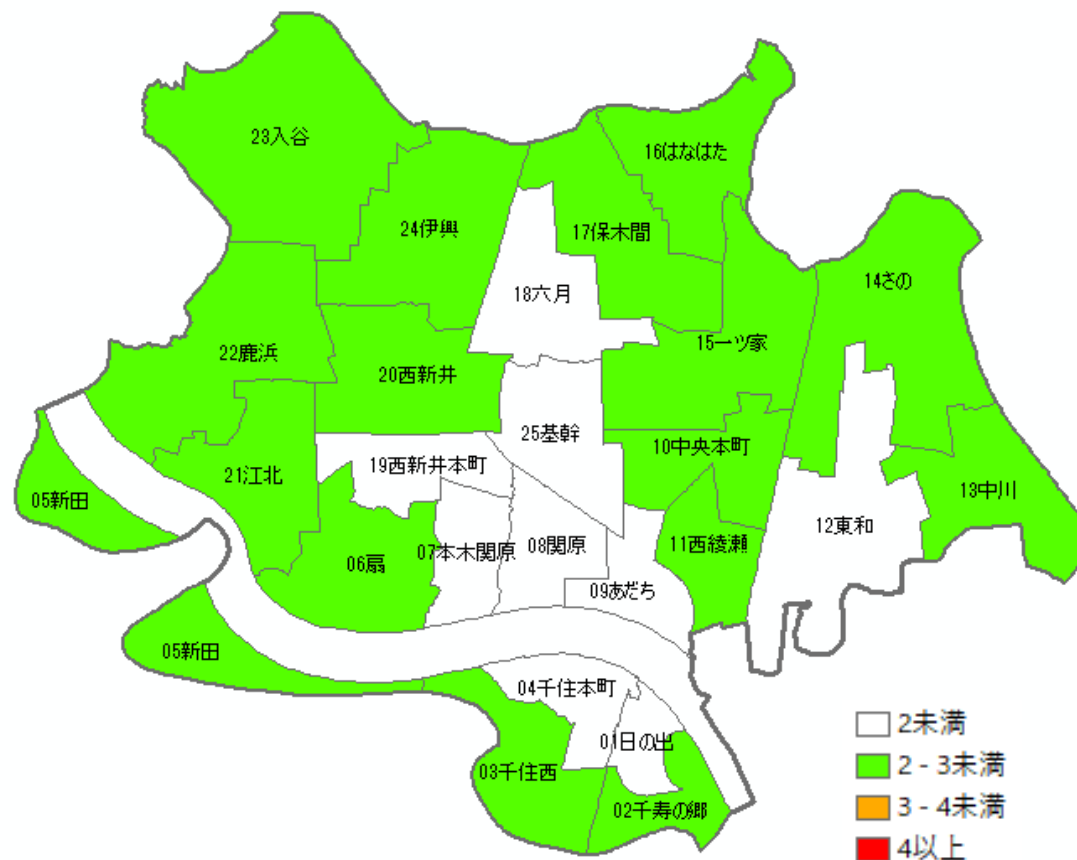 16はなはた
23入谷
24伊興
17保木間
14さの
18六月
15一ツ家
22鹿浜
20西新井
25基幹
10中央本町
19西新井本町
21江北
05新田
13中川
12東和
11西綾瀬
08関原
07本木関原
06扇
09あだち
05新田
04千住本町
01日の出
03千住西
02千寿の郷
2未満
2 - 3未満
3 - 4未満
4以上